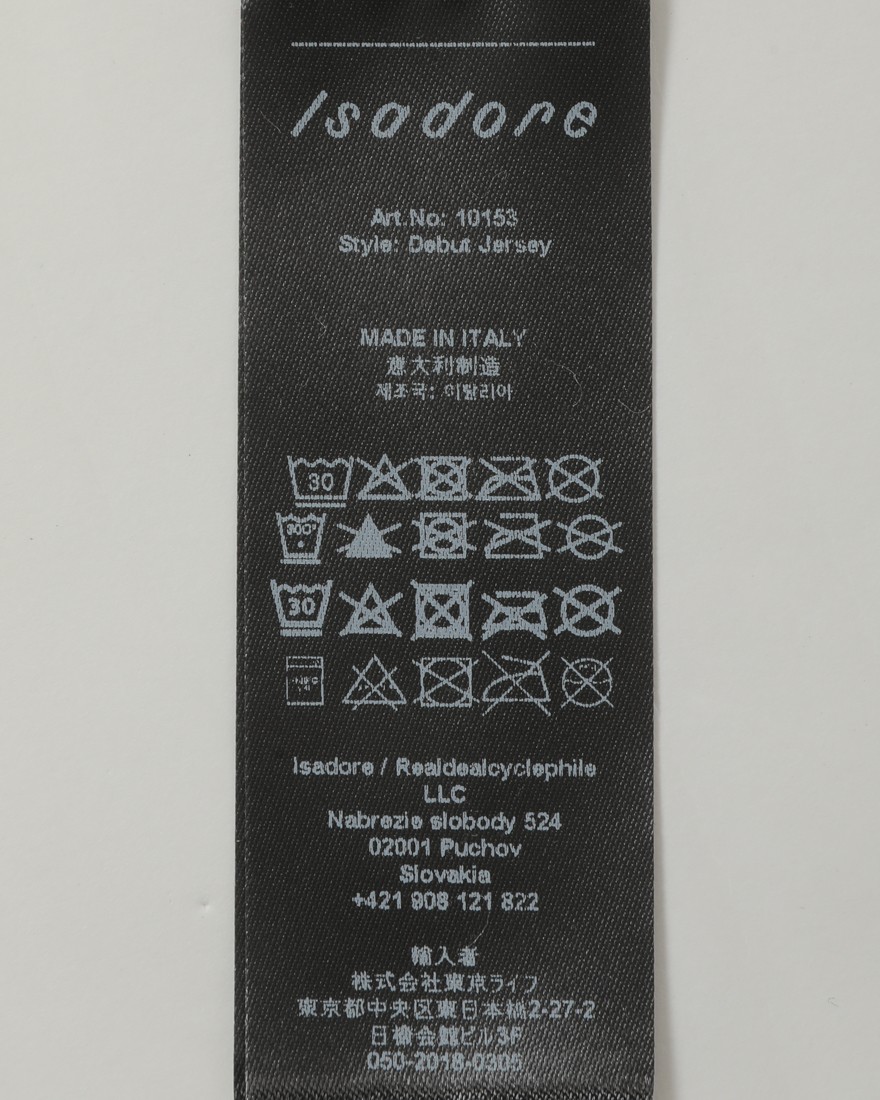 Isadore
Art.No: 10153
Style: Debut Jersey
MADE IN ITALY
意大利制造
제조국: 이탈리아
30
30
Isadore / Realdealcyclephile
LLC
Nabrezie slobody 524
02001 Puchov
Slovakia
+421 908 121 822
輸入者
株式会社東京ライフ
東京都中央区東日本橋2-27-2
日櫓会館ビル3F
050-2018-0305